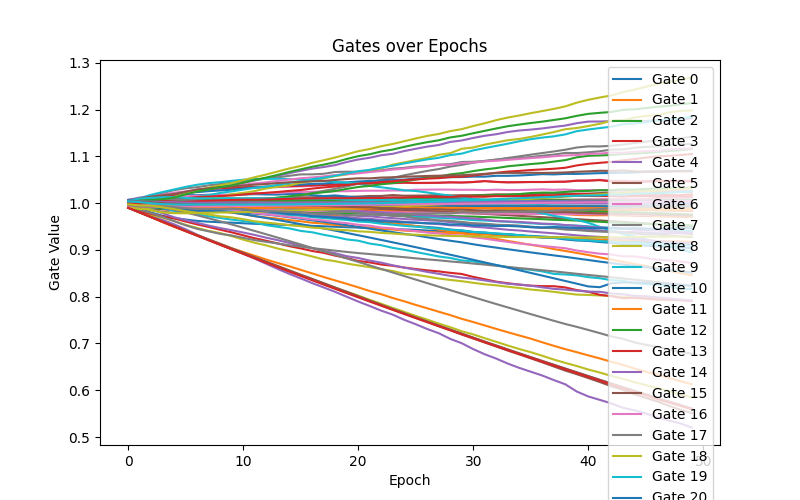 Gates over Epochs
Gate Value
1.3
1.2
1.1
1.0
0.9
0.8
0.7
0.6
0.5
0
10
20
30
40
50
Epoch
Gate 0
Gate 1
Gate 2
Gate 3
Gate 4
Gate 5
Gate 6
Gate 7
Gate 8
Gate 9
Gate 10
Gate 11
Gate 12
Gate 13
Gate 14
Gate 15
Gate 16
Gate 17
Gate 18
Gate 19
Gate 20